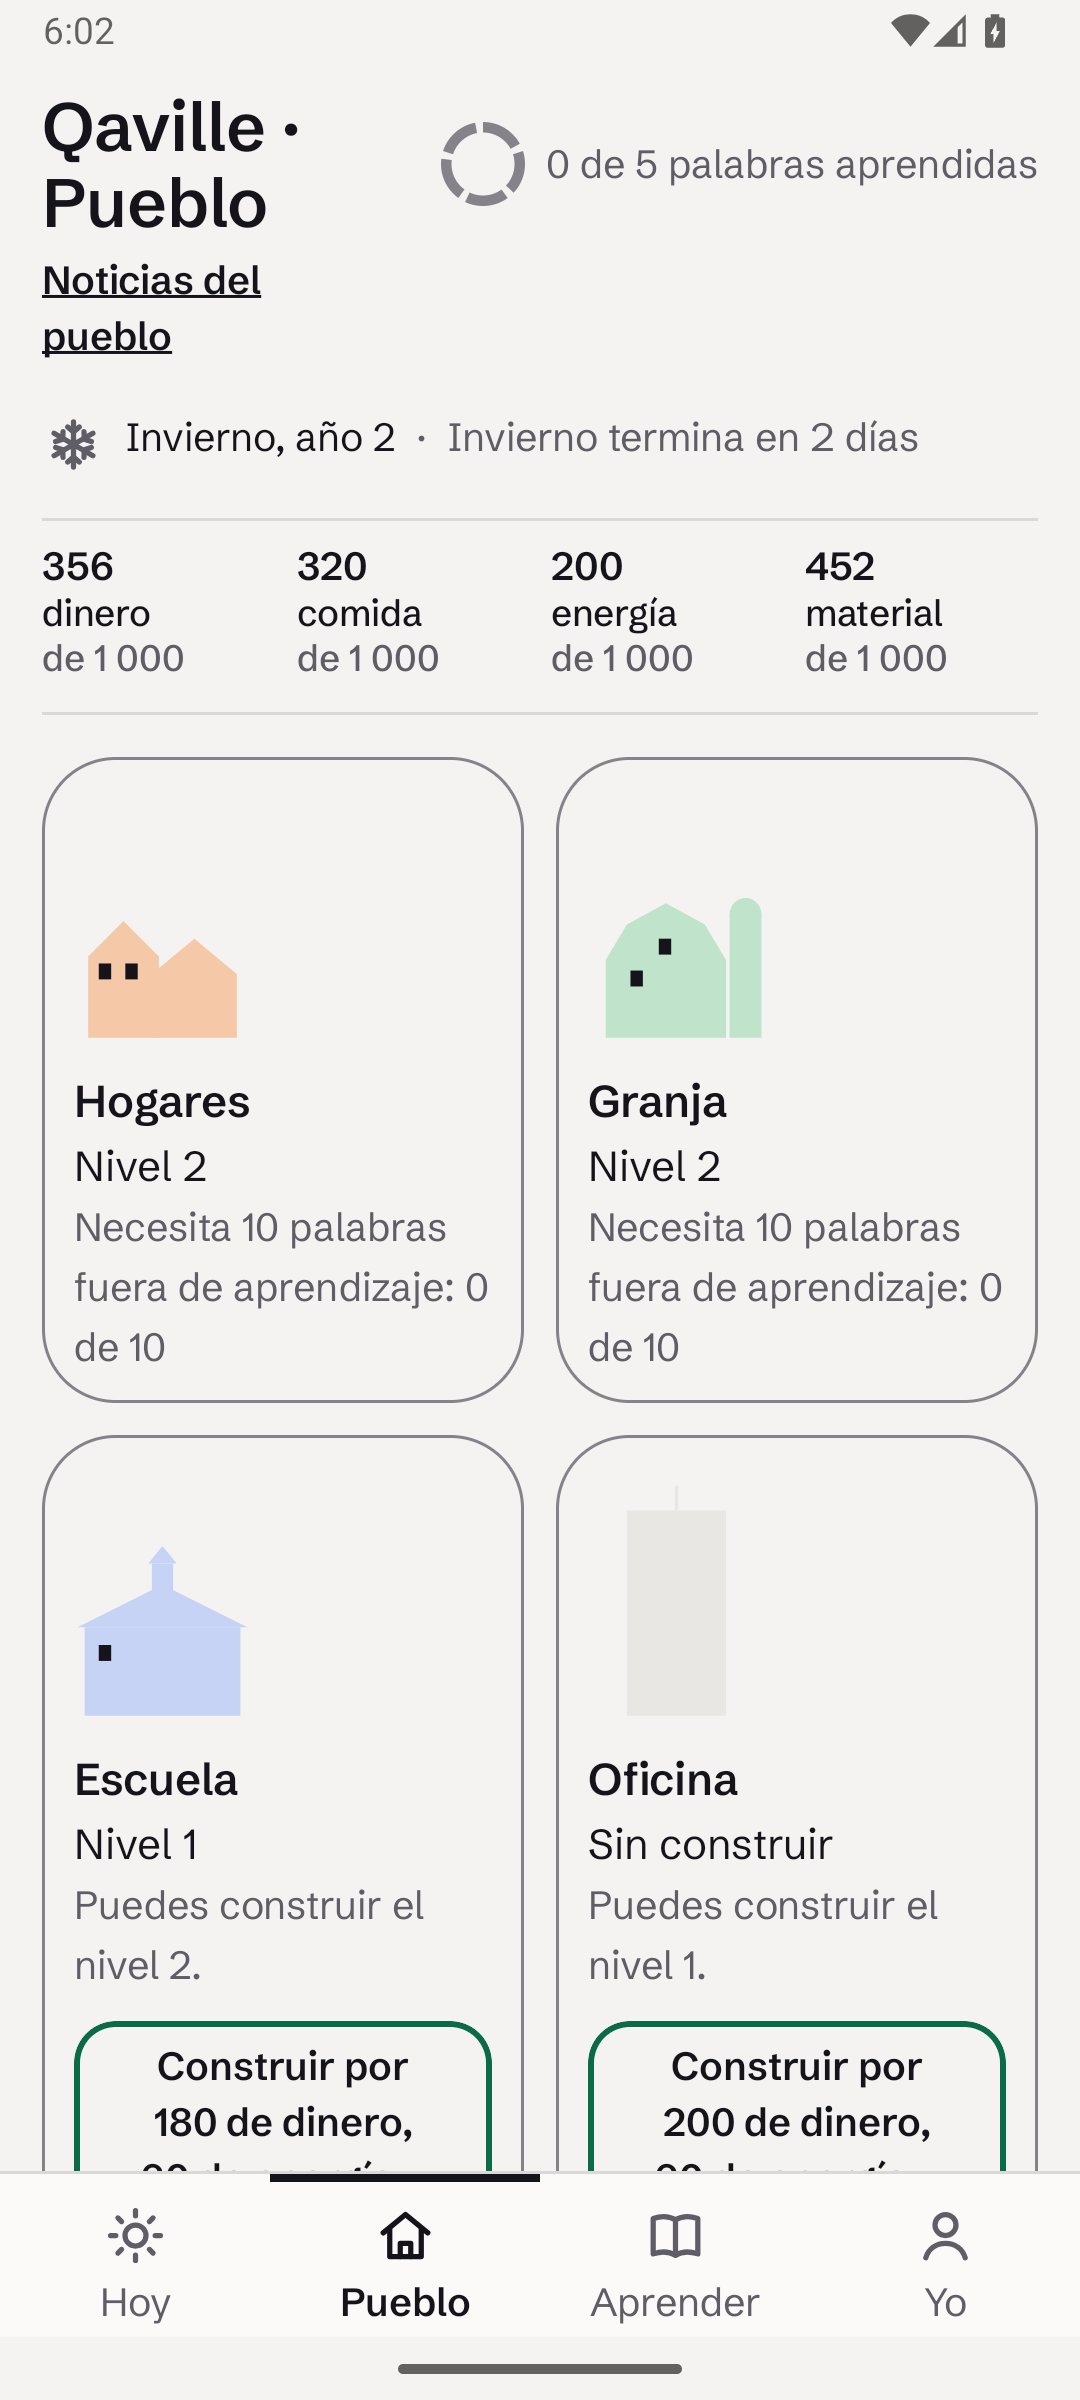 6:02
Qaville ·
Pueblo
0 de 5 palabras aprendidas
Noticias del
pueblo
Invierno, año 2 · Invierno termina en 2 días
356
dinero
de 1 000
320
comida
de 1 000
200
energía
de 1 000
452
material
de 1 000
Hogares
Nivel 2
Necesita 10 palabras
fuera de aprendizaje: 0
de 10
Granja
Nivel 2
Necesita 10 palabras
fuera de aprendizaje: 0
de 10
Escuela
Nivel 1
Puedes construir el
nivel 2.
Construir por
180 de dinero,
Oficina
Sin construir
Puedes construir el
nivel 1.
Construir por
200 de dinero,
Hoy
Pueblo
Aprender
Yo